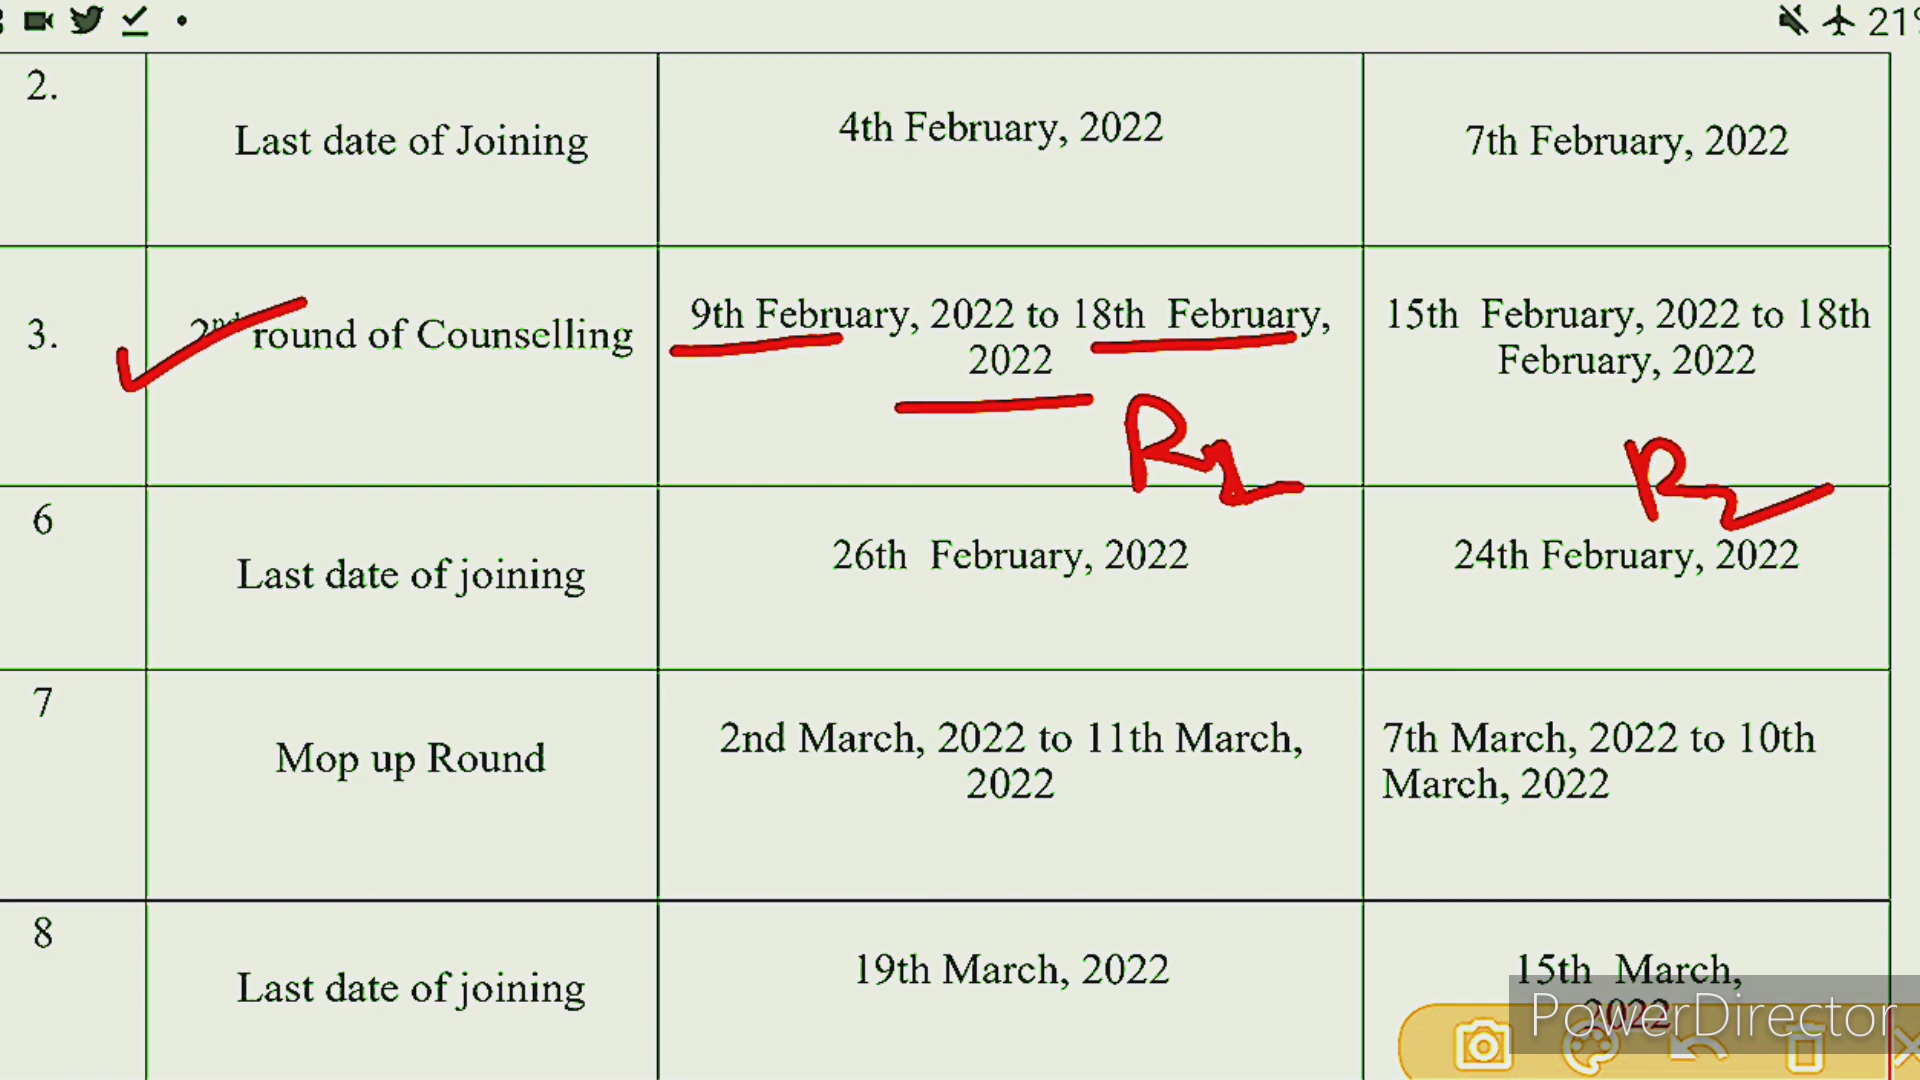 21%
2.
Last date of Joining
4th February, 2022
7th February, 2022
3.
2nd round of Counselling
9th February, 2022 to 18th February,
2022
15th February, 2022 to 18th
February, 2022
R2
R2
6
Last date of joining
26th February, 2022
24th February, 2022
7
Mop up Round
2nd March, 2022 to 11th March,
2022
7th March, 2022 to 10th
March, 2022
8
Last date of joining
19th March, 2022
15th March,
2022
PowerDirector